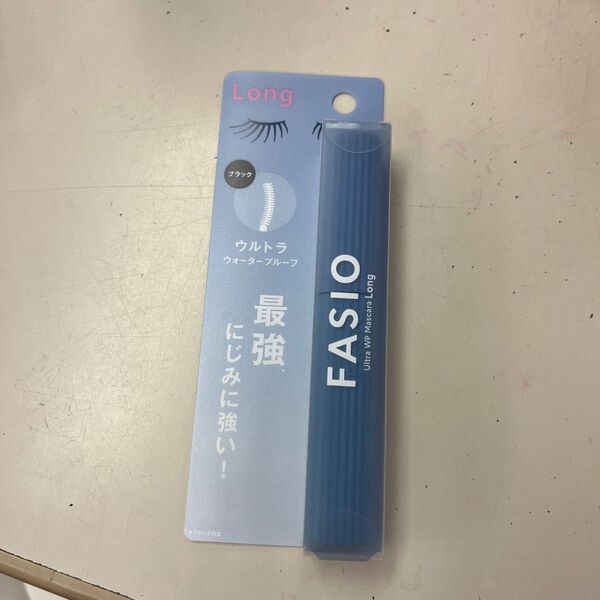 Long
ブラック
ウルトラ
ウォータープルーフ
最強、
にじみに強い!
FASIO
Ultra WP Mascara Long